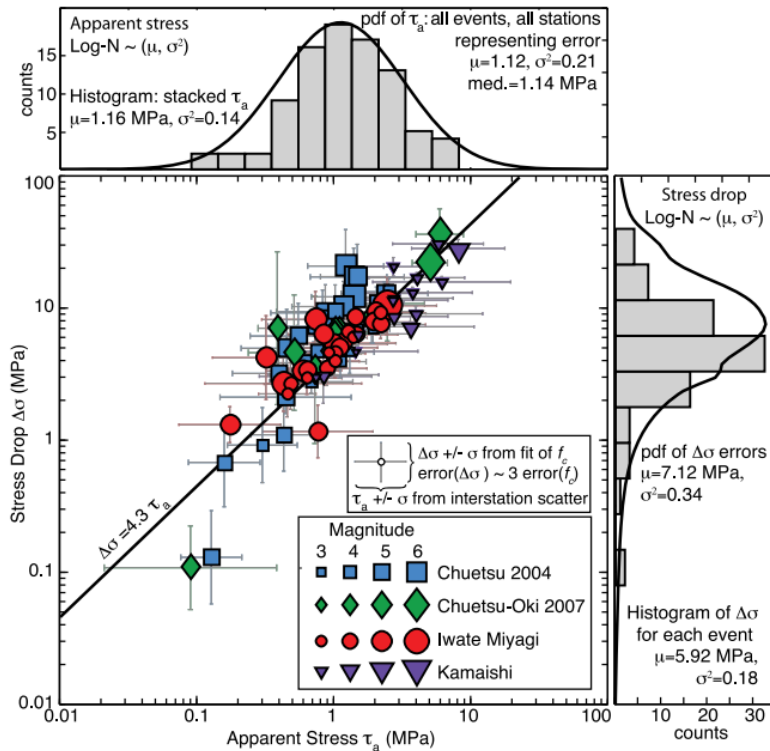 Apparent stress
Log-N ~ (μ, σ²)
Histogram: stacked τₐ
μ=1.16 MPa, σ²=0.14
pdf of τₐ: all events, all stations
representing error
μ=1.12, σ²=0.21
med.=1.14 MPa
counts
15
10
5
Stress Drop Δσ (MPa)
100
10
1
0.1
0.01
Δσ =4.3 τₐ
Δσ +/- σ from fit of f_c
error(Δσ) ~ 3 error(f_c)
τₐ +/- σ from interstation scatter
Magnitude
3 4 5 6
Chuetsu 2004
Chuetsu-Oki 2007
Iwate Miyagi
Kamaishi
0.01 0.1 1 10 100
Apparent Stress τₐ (MPa)
Stress drop
Log-N ~ (μ, σ²)
pdf of Δσ errors
μ=7.12 MPa,
σ²=0.34
Histogram of Δσ
for each event
μ=5.92 MPa,
σ²=0.18
0 10 20 30
counts